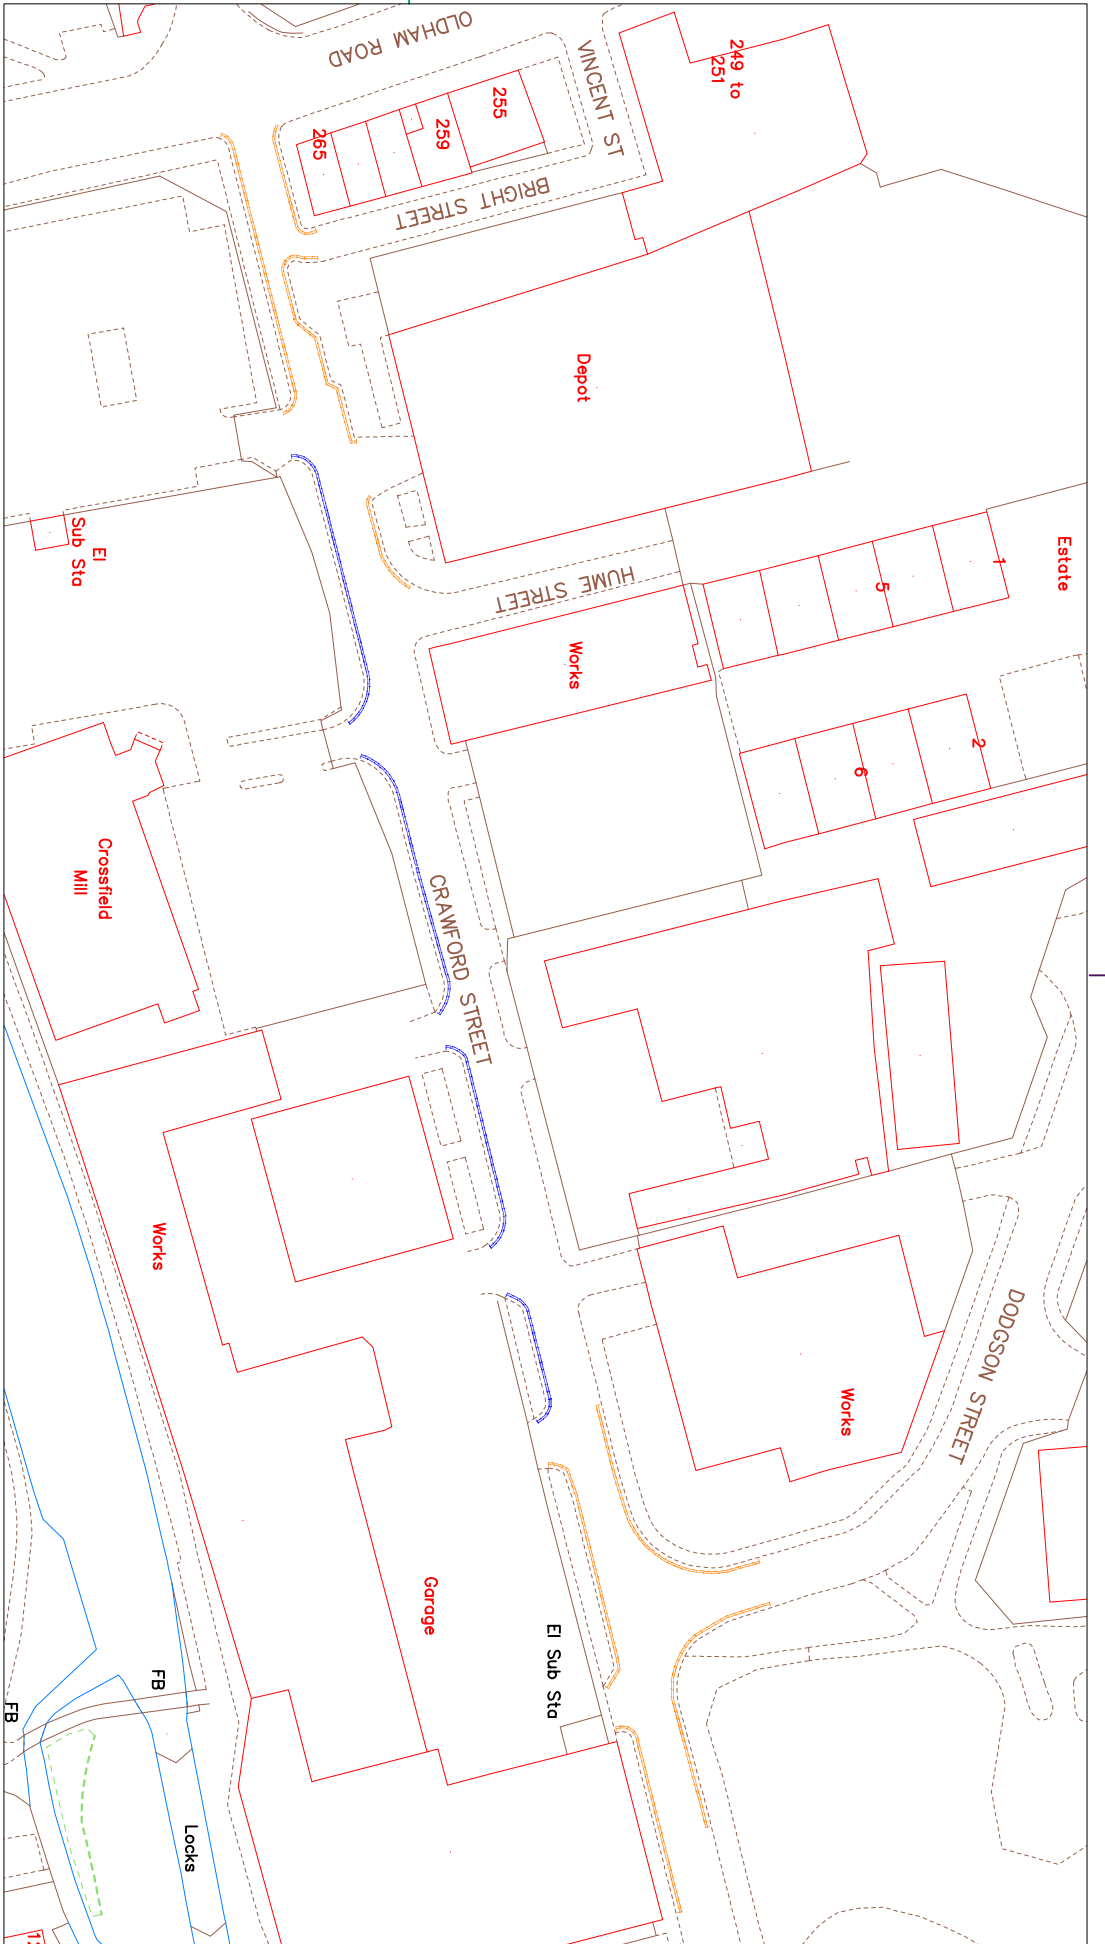 OLDHAM ROAD
VINCENT ST
249 to
251
255
259
265
BRIGHT STREET
Depot
El
Sub Sta
HUME STREET
Estate
1
5
Works
2
6
Crossfield
Mill
CRAWFORD STREET
Works
DODGSON STREET
Works
Garage
El Sub Sta
FB
FB
Locks